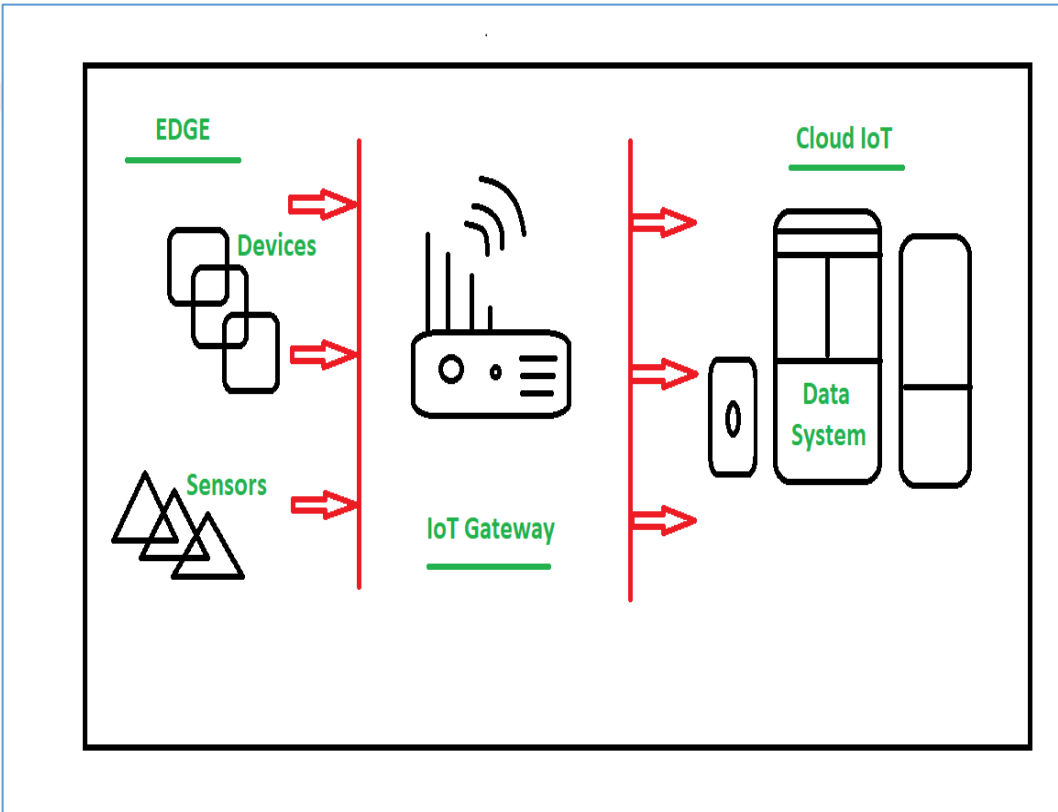 EDGE
Devices
Sensors
IoT Gateway
Cloud IoT
Data
System